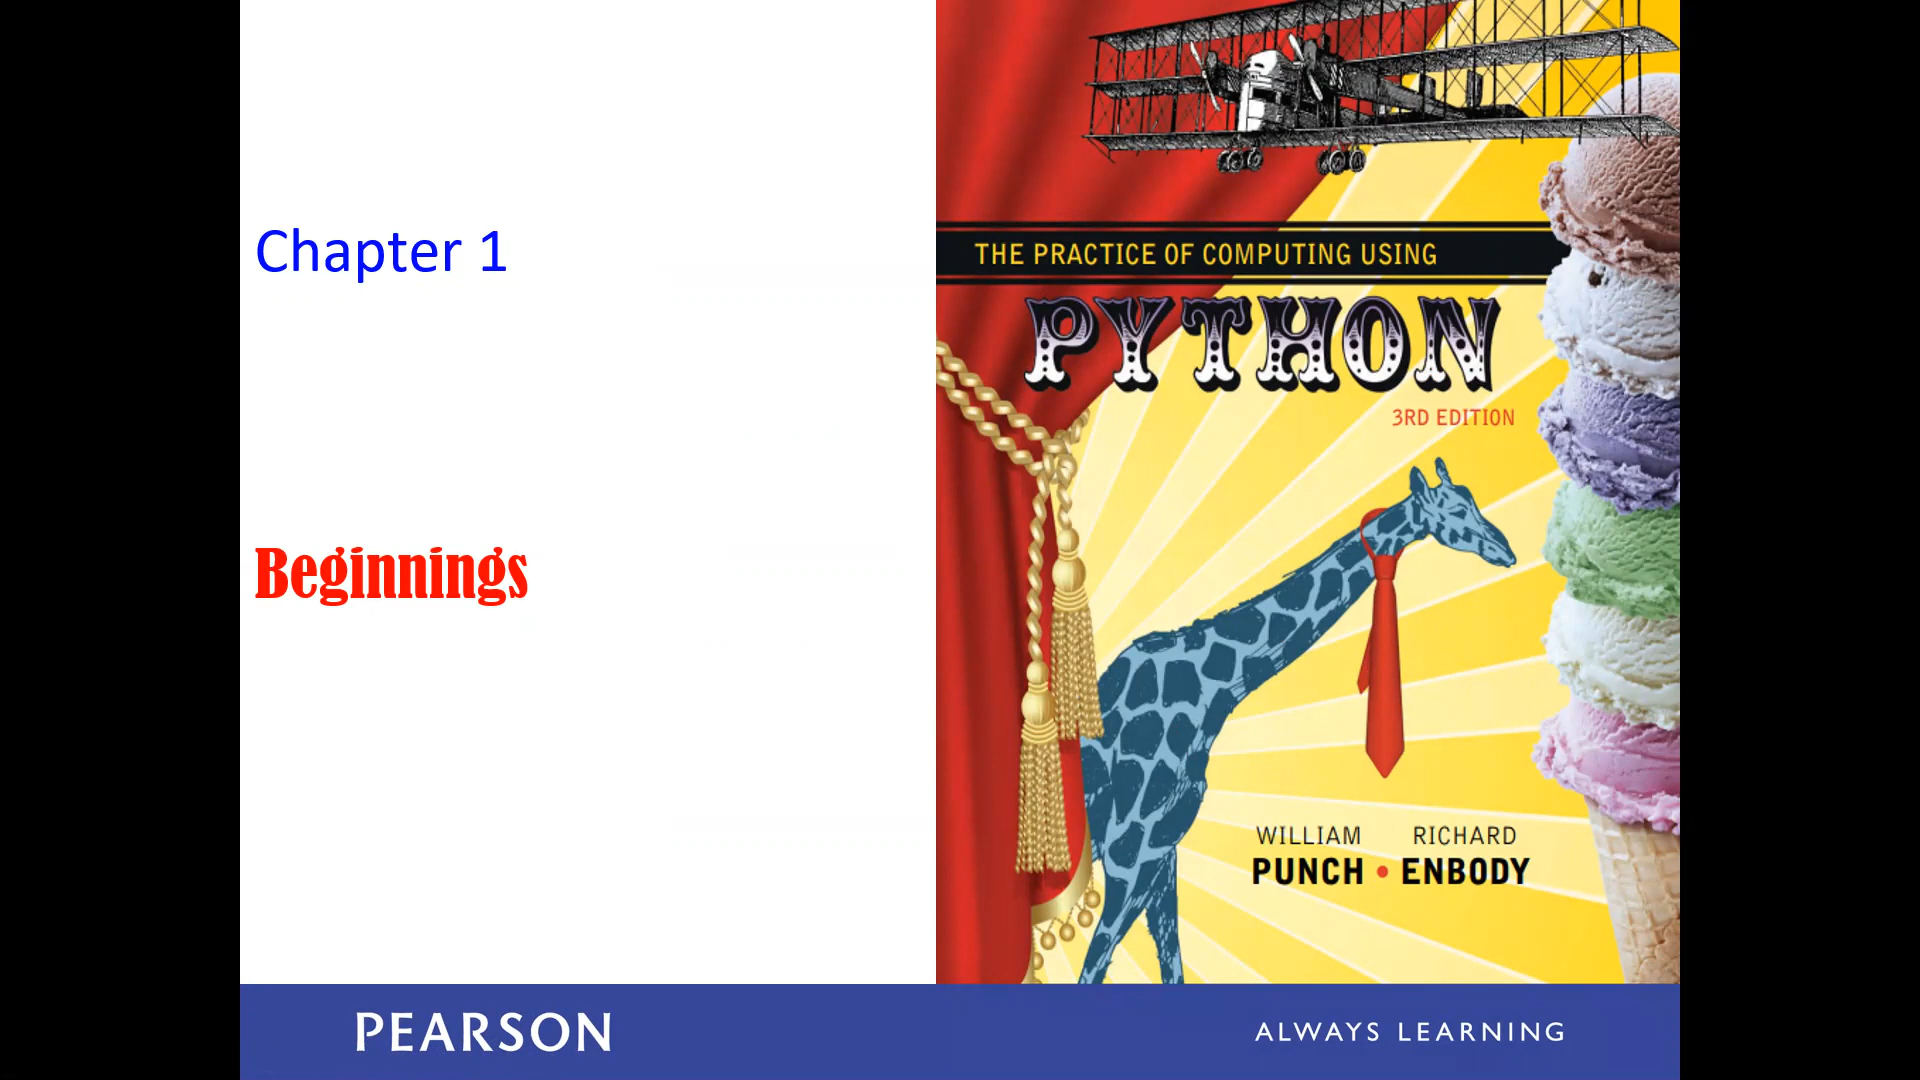 Chapter 1
Beginnings
THE PRACTICE OF COMPUTING USING
PYTHON
3RD EDITION
WILLIAM RICHARD
PUNCH • ENBODY
PEARSON
ALWAYS LEARNING